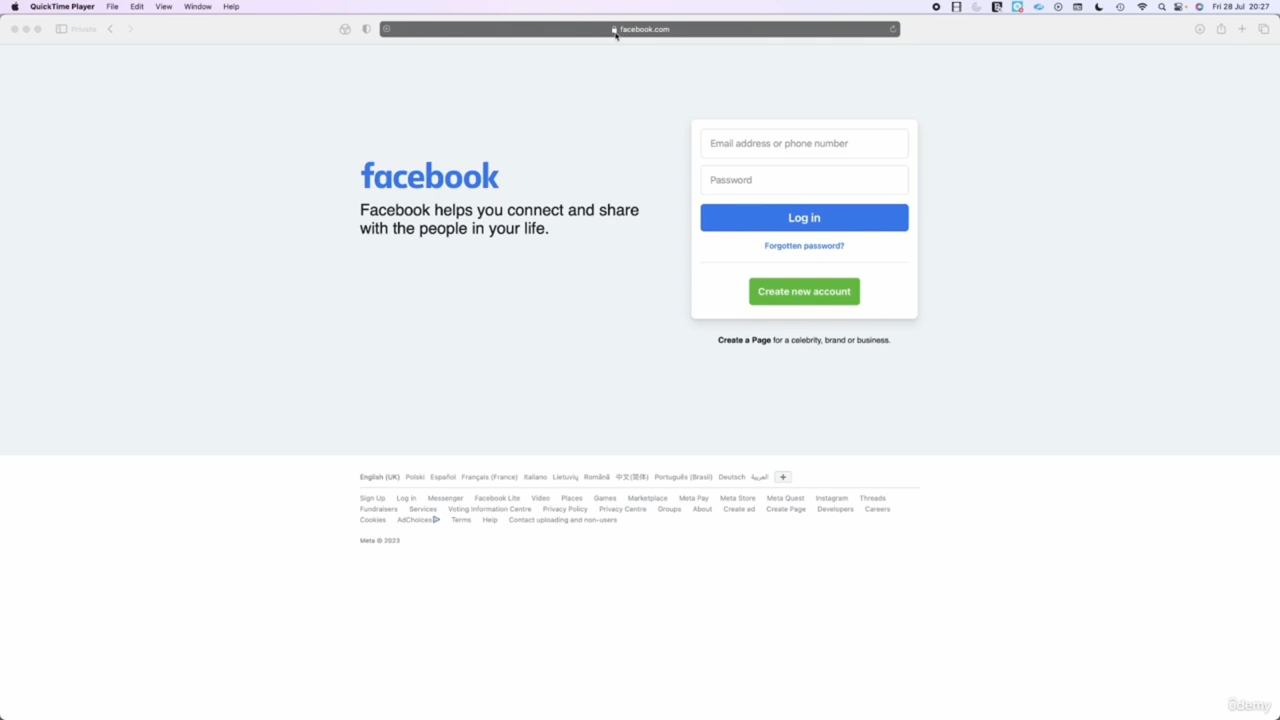 QuickTime Player File Edit View Window Help Fri 28 Jul 20:27
Private facebook.com
facebook
Facebook helps you connect and share
with the people in your life.
Email address or phone number
Password
Log in
Forgotten password?
Create new account
Create a Page for a celebrity, brand or business.
English (UK) Polski Español Français (France) Italiano Lietuvių Română 中文(简体) Português (Brasil) Deutsch العربية +
Sign Up Log in Messenger Facebook Lite Video Places Games Marketplace Meta Pay Meta Store Meta Quest Instagram Threads
Fundraisers Services Voting Information Centre Privacy Policy Privacy Centre Groups About Create ad Create Page Developers Careers
Cookies AdChoices Terms Help Contact uploading and non-users
Meta © 2023
ûdemy